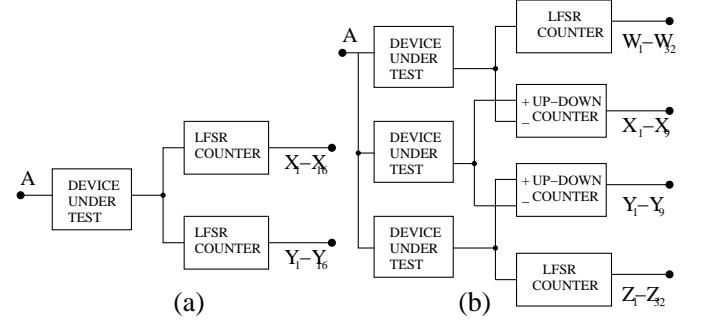 A
DEVICE
UNDER
TEST
LFSR
COUNTER
X1–X16
LFSR
COUNTER
Y1–Y16
(a)
A
DEVICE
UNDER
TEST
LFSR
COUNTER
W1–W32
+ UP–DOWN
– COUNTER
X1–X9
DEVICE
UNDER
TEST
+ UP–DOWN
– COUNTER
Y1–Y9
DEVICE
UNDER
TEST
LFSR
COUNTER
Z1–Z32
(b)